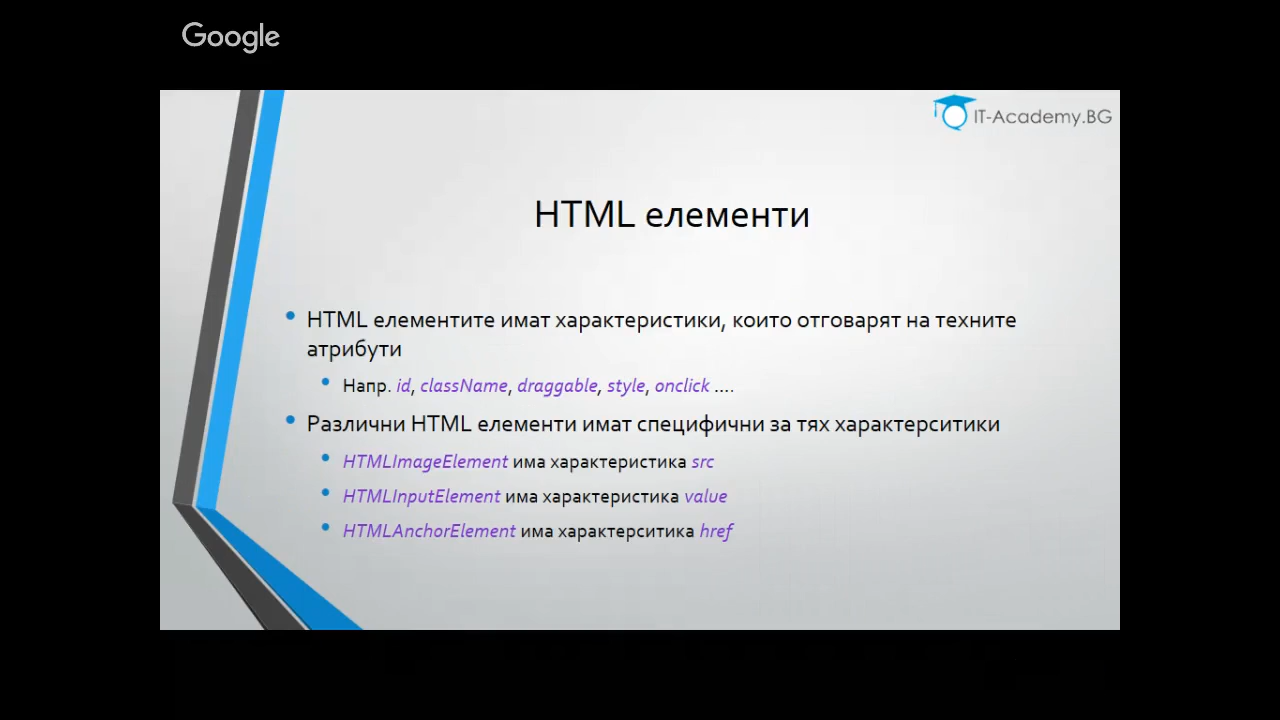 Google
IT-Academy.BG
HTML елементи
• HTML елементите имат характеристики, които отговарят на техните
атрибути
• Напр. id, className, draggable, style, onclick ....
• Различни HTML елементи имат специфични за тях характерситики
• HTMLImageElement има характеристика src
• HTMLInputElement има характеристика value
• HTMLAnchorElement има характерситика href